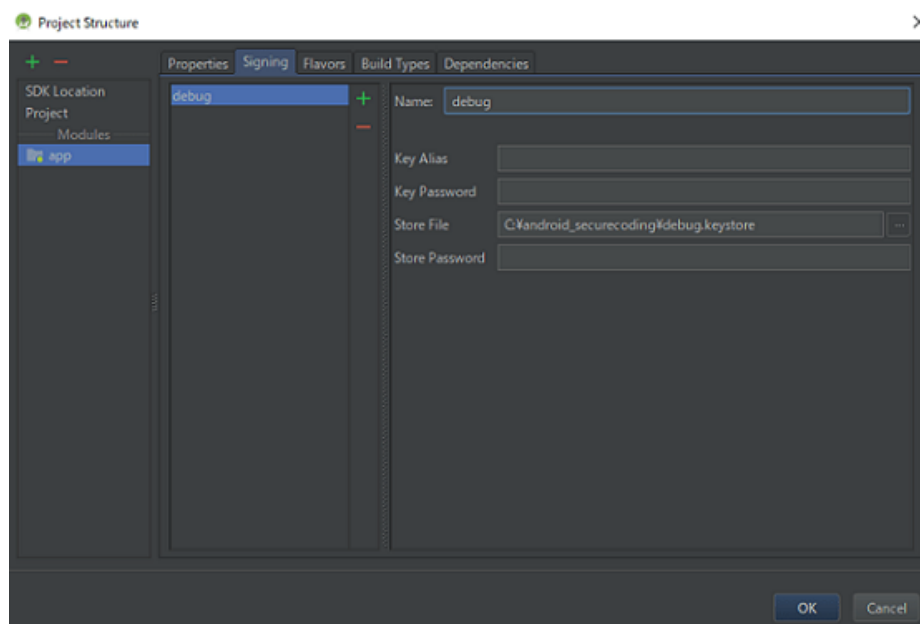 Project Structure
Properties Signing Flavors Build Types Dependencies
SDK Location
Project
Modules
app
debug
Name: debug
Key Alias
Key Password
Store File C:¥android_securecoding¥debug.keystore ...
Store Password
OK Cancel